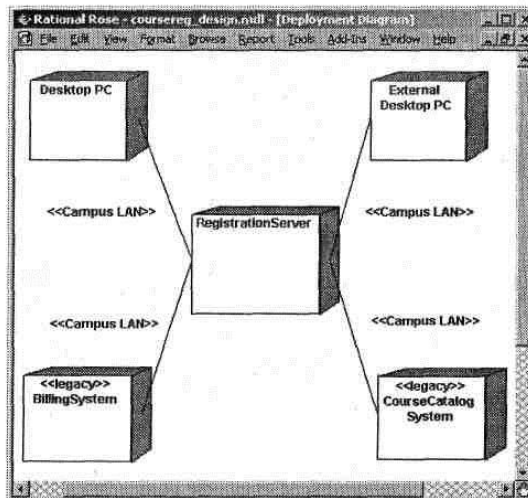 Rational Rose - coursereg_design.mdl - [Deployment Diagram]
File Edit View Format Browse Report Tools Add-Ins Window Help
Desktop PC
External
Desktop PC
<<Campus LAN>>
<<Campus LAN>>
RegistrationServer
<<Campus LAN>>
<<Campus LAN>>
<<legacy>>
BillingSystem
<<legacy>>
CourseCatalog
System